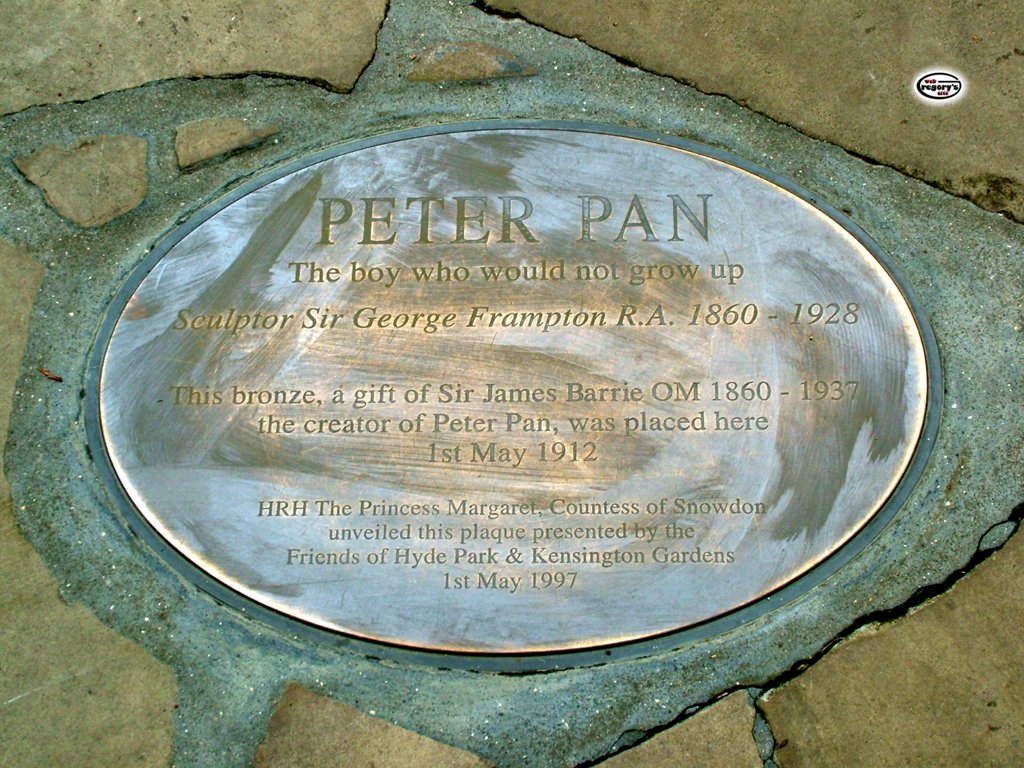 web
regory's
site
PETER PAN
The boy who would not grow up
Sculptor Sir George Frampton R.A. 1860 - 1928
This bronze, a gift of Sir James Barrie OM 1860 - 1937
the creator of Peter Pan, was placed here
1st May 1912
HRH The Princess Margaret, Countess of Snowdon
unveiled this plaque presented by the
Friends of Hyde Park & Kensington Gardens
1st May 1997